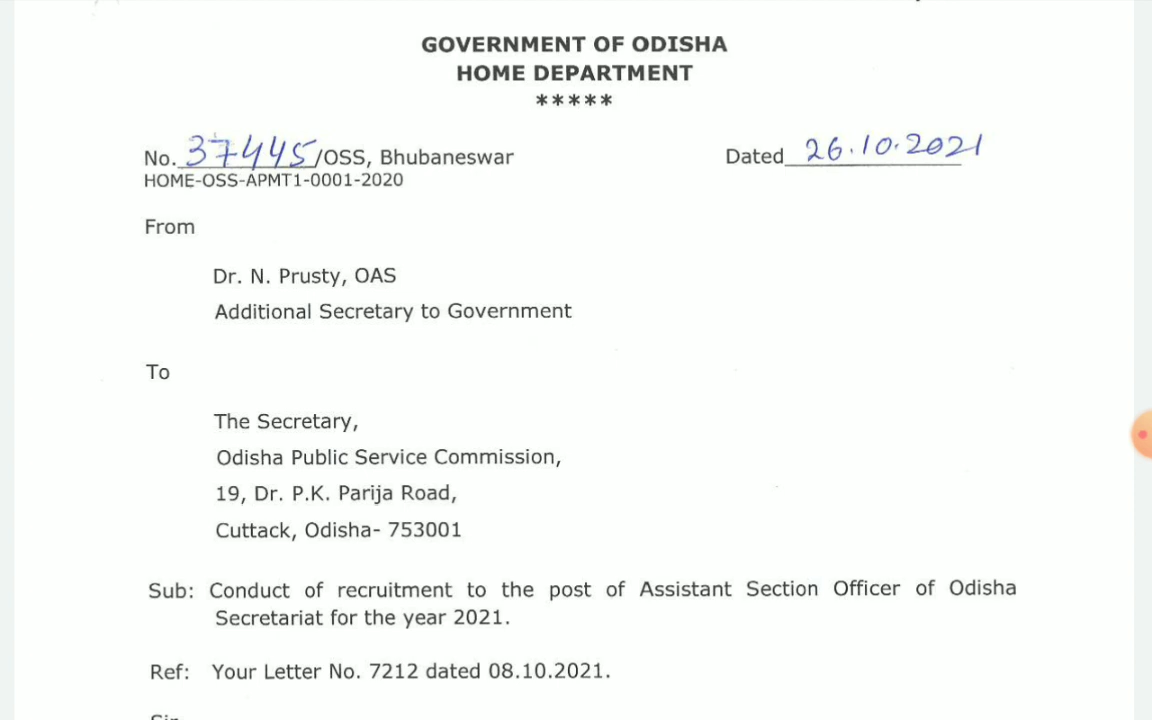 GOVERNMENT OF ODISHA
HOME DEPARTMENT
*****
No. 37445/OSS, Bhubaneswar Dated 26.10.2021
HOME-OSS-APMT1-0001-2020
From
Dr. N. Prusty, OAS
Additional Secretary to Government
To
The Secretary,
Odisha Public Service Commission,
19, Dr. P.K. Parija Road,
Cuttack, Odisha- 753001
Sub: Conduct of recruitment to the post of Assistant Section Officer of Odisha
Secretariat for the year 2021.
Ref: Your Letter No. 7212 dated 08.10.2021.